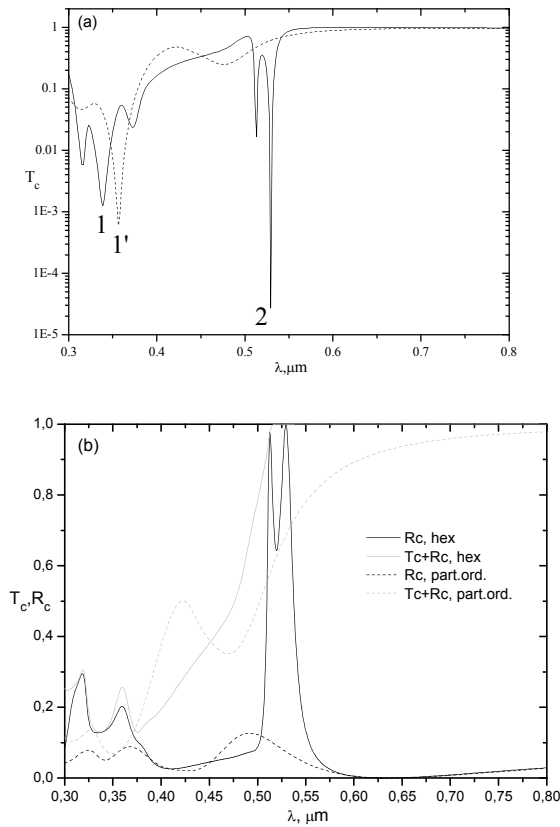 (a)
1
0.1
0.01
1E-3
1E-4
1E-5
T_c
1
1'
2
0.3 0.4 0.5 0.6 0.7 0.8
λ,μm
(b)
1,0
0,8
0,6
0,4
0,2
0,0
T_c,R_c
Rc, hex
Tc+Rc, hex
Rc, part.ord.
Tc+Rc, part.ord.
0,30 0,35 0,40 0,45 0,50 0,55 0,60 0,65 0,70 0,75 0,80
λ, μm